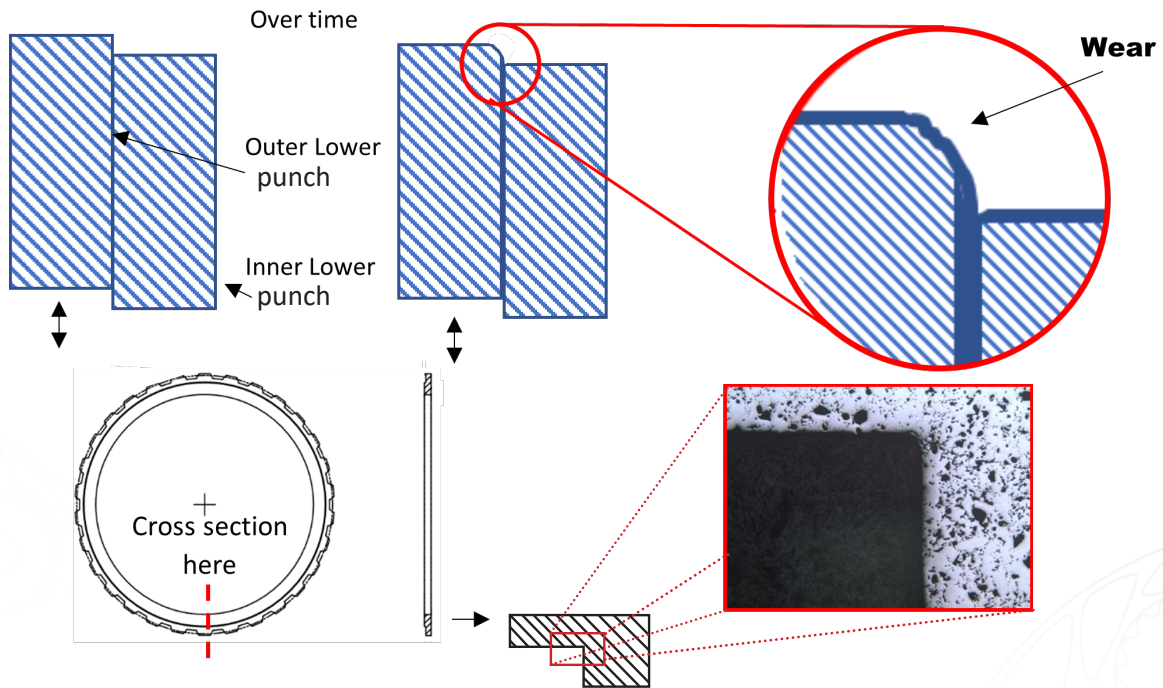 Over time
Wear
Outer Lower
punch
Inner Lower
punch
Cross section
here